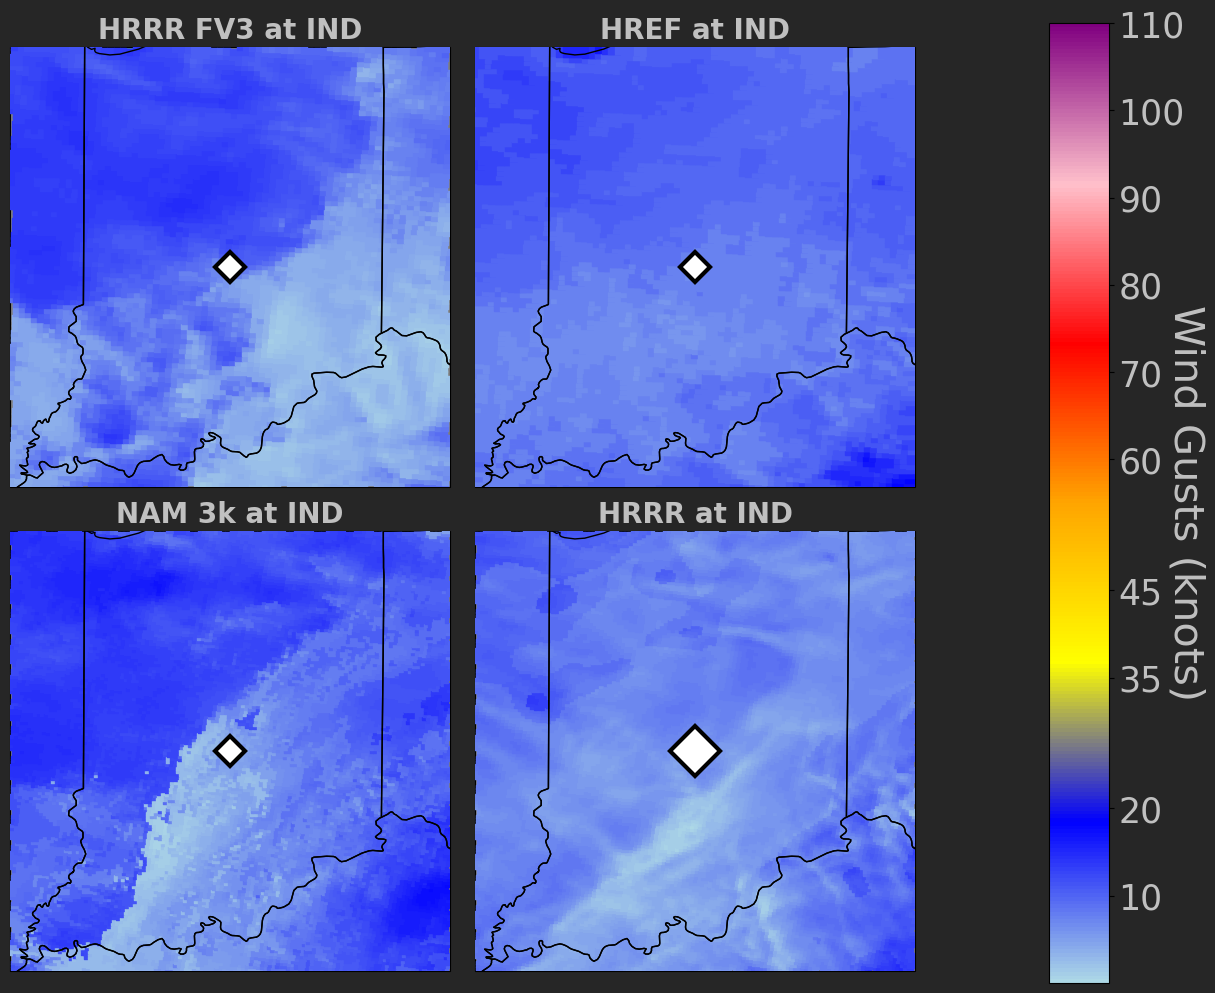 HRRR FV3 at IND
HREF at IND
NAM 3k at IND
HRRR at IND
110
100
90
80
70
60
45
35
20
10
Wind Gusts (knots)